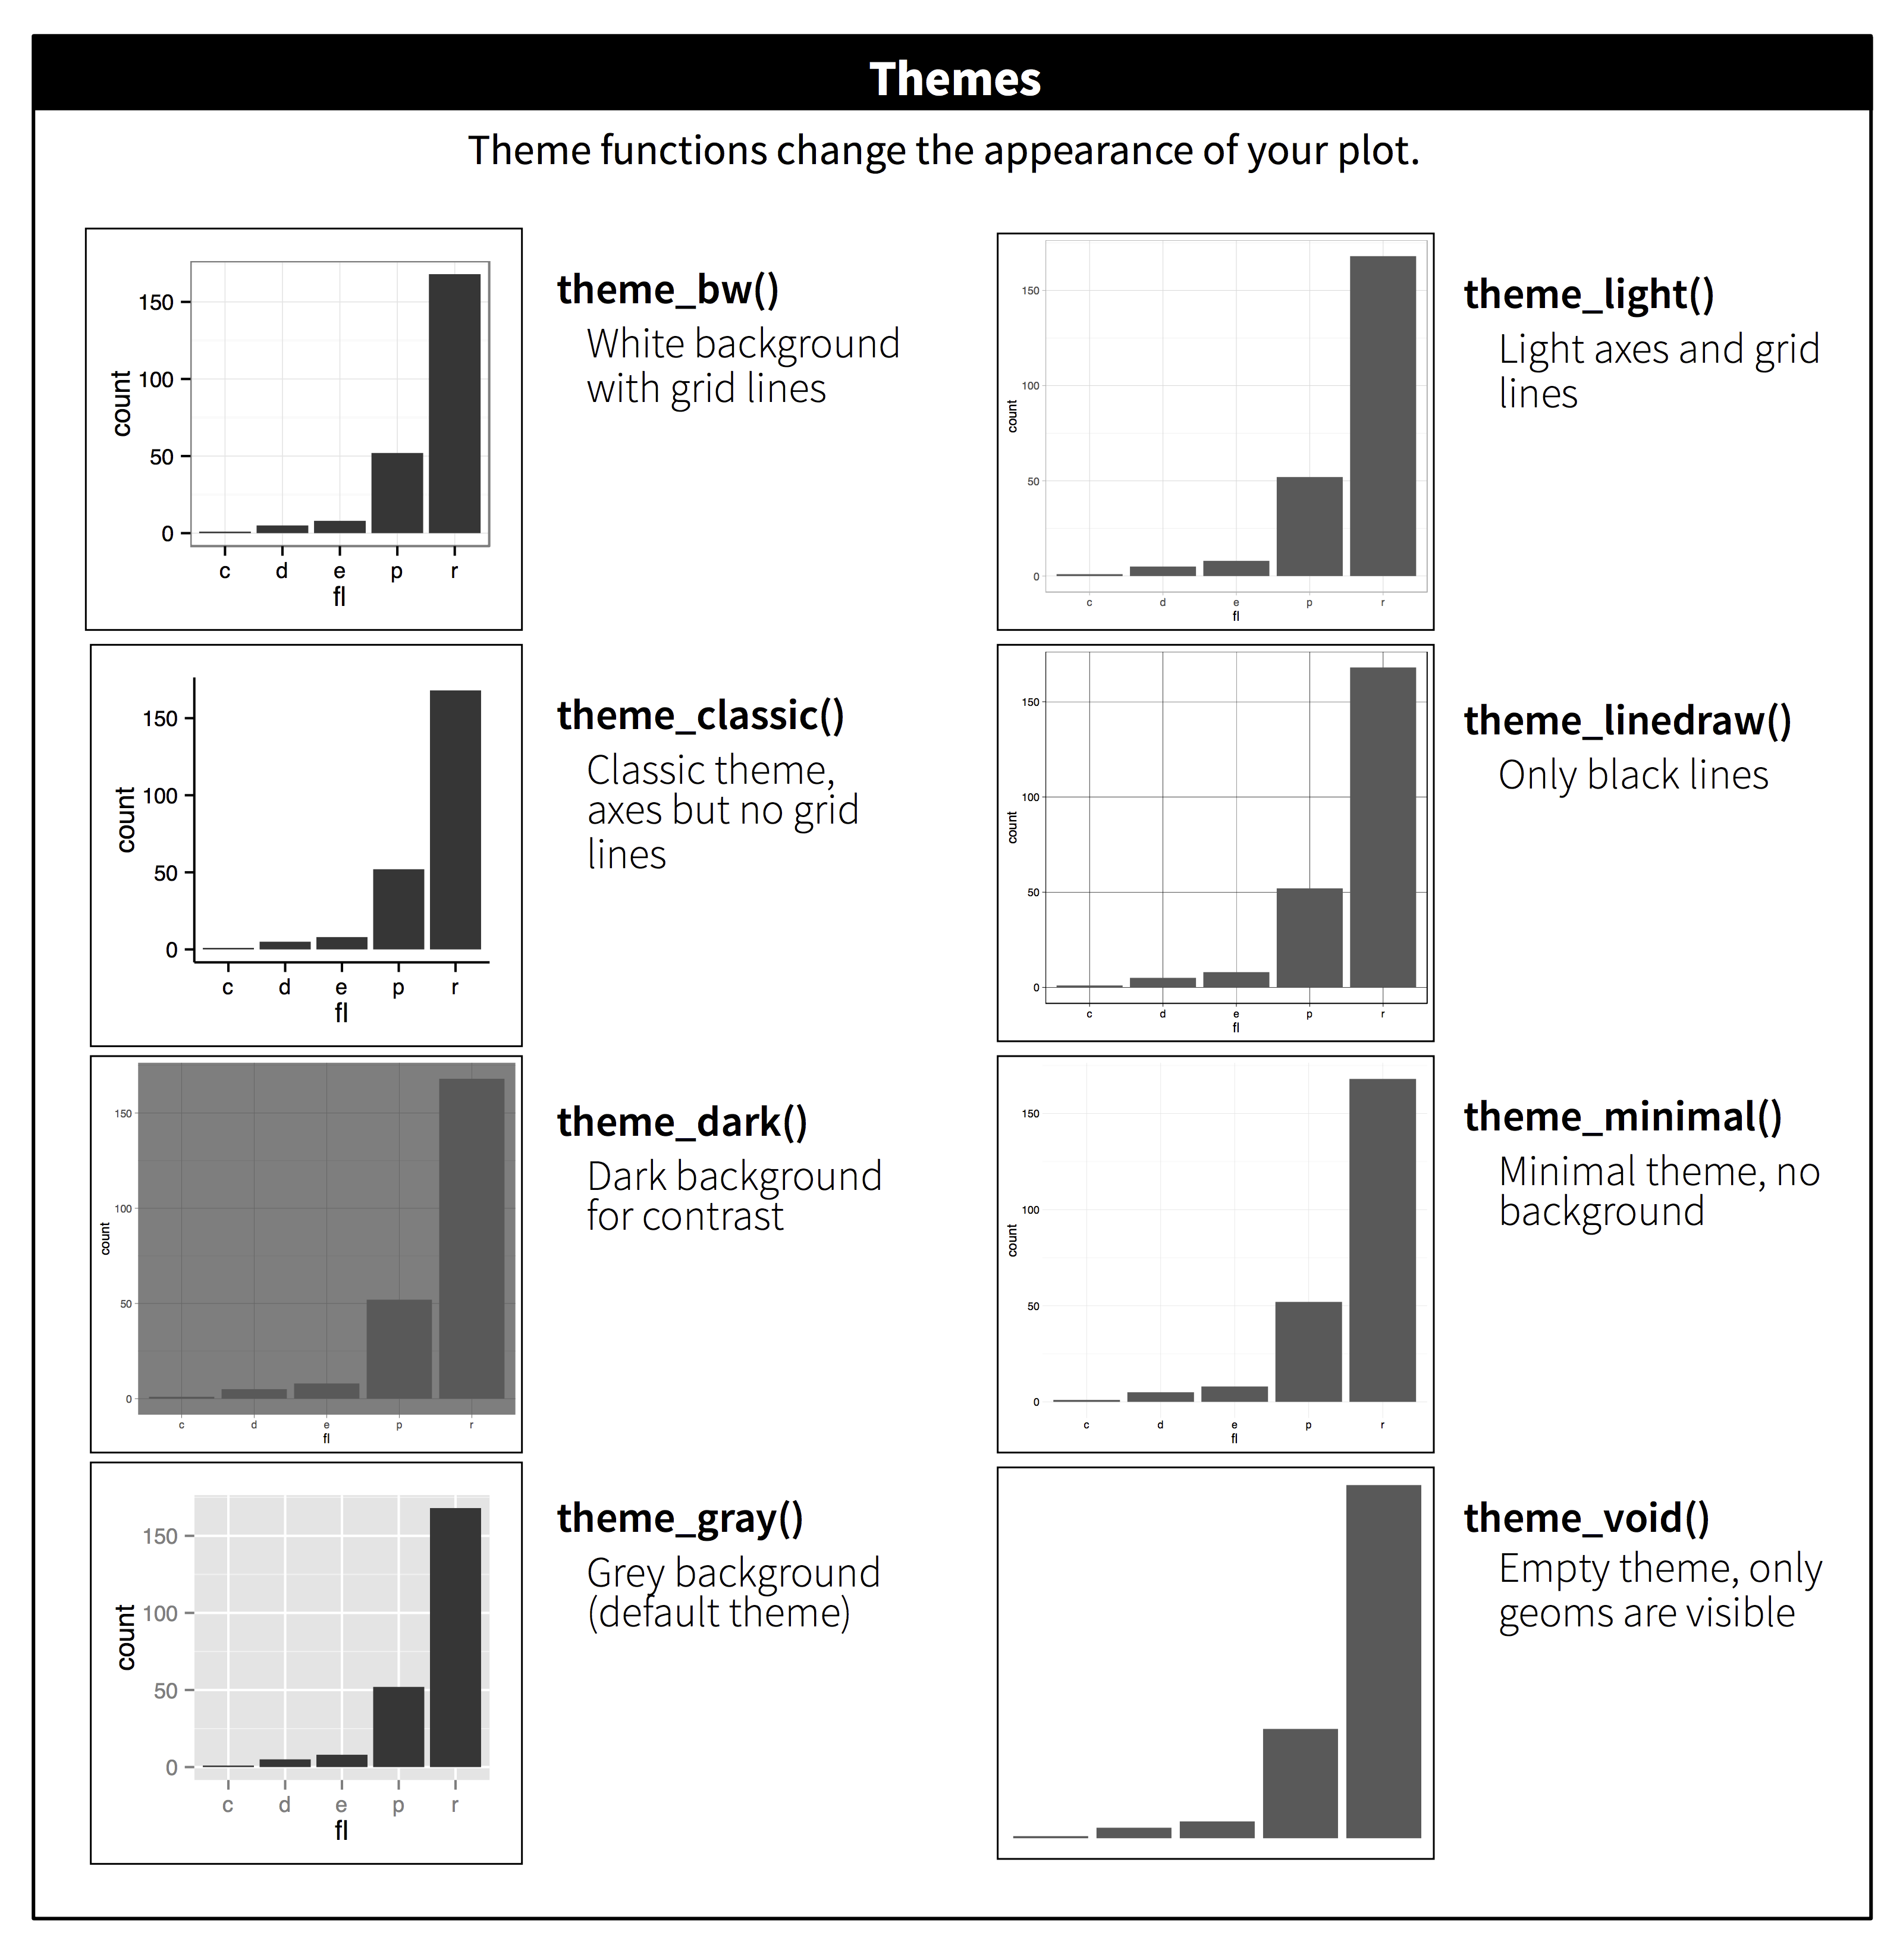 Themes
Theme functions change the appearance of your plot.
150
100
50
0
count
c d e p r
fl
theme_bw()
White background
with grid lines
150
100
50
0
count
c d e p r
fl
theme_light()
Light axes and grid
lines
150
100
50
0
count
c d e p r
fl
theme_classic()
Classic theme,
axes but no grid
lines
150
100
50
0
count
c d e p r
fl
theme_linedraw()
Only black lines
150
100
50
0
count
c d e p r
fl
theme_dark()
Dark background
for contrast
150
100
50
0
count
c d e p r
fl
theme_minimal()
Minimal theme, no
background
150
100
50
0
count
c d e p r
fl
theme_gray()
Grey background
(default theme)
theme_void()
Empty theme, only
geoms are visible